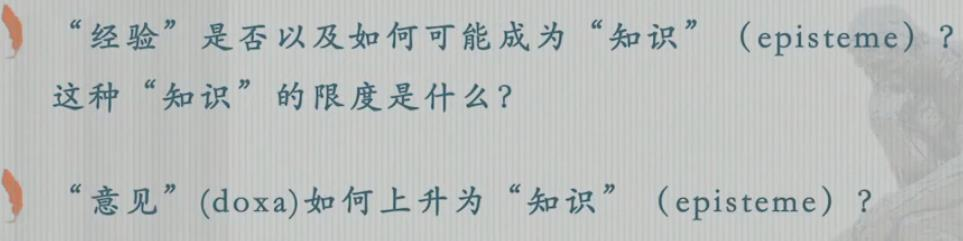 “经验”是否以及如何可能成为“知识”（episteme）？
这种“知识”的限度是什么？
“意见”(doxa)如何上升为“知识”（episteme）？